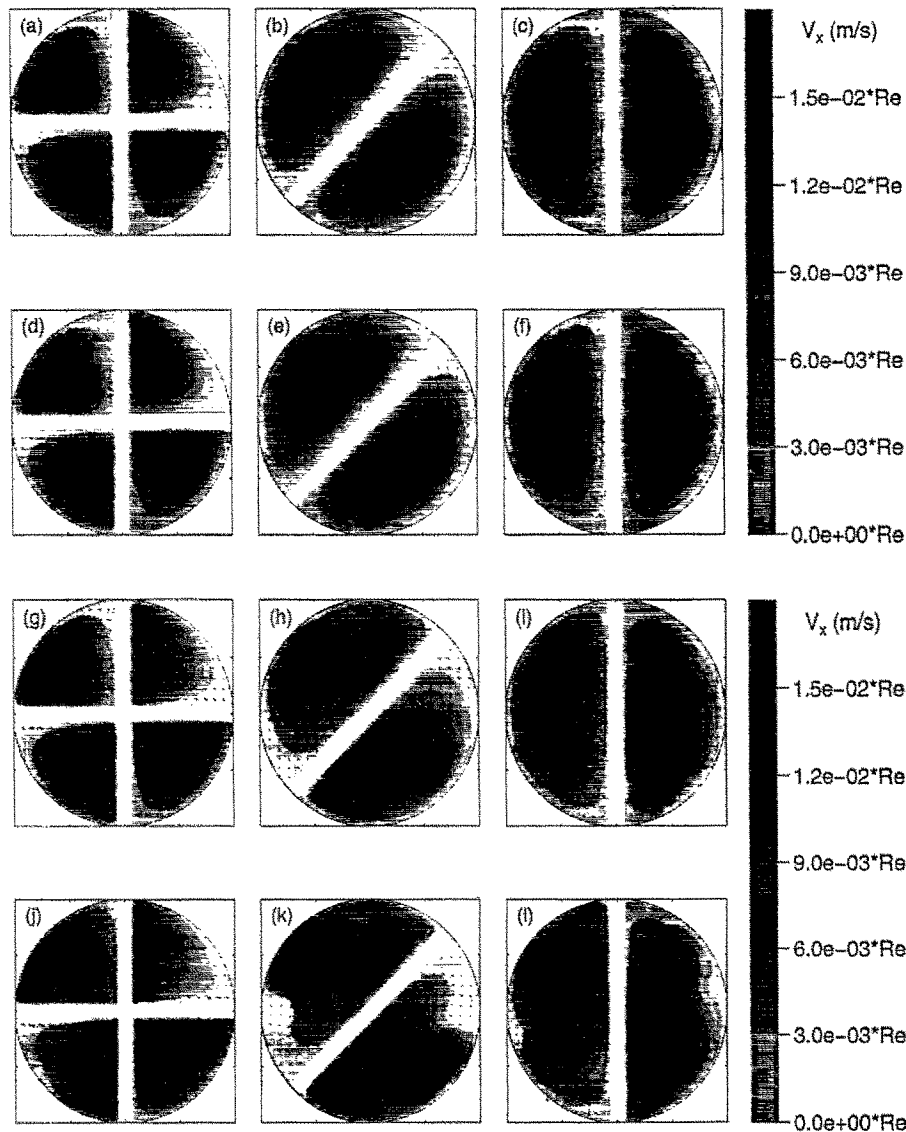 (a) (b) (c) Vx (m/s)
1.5e−02*Re
1.2e−02*Re
9.0e−03*Re
(d) (e) (f) 6.0e−03*Re
3.0e−03*Re
0.0e+00*Re
(g) (h) (i) Vx (m/s)
1.5e−02*Re
1.2e−02*Re
9.0e−03*Re
(j) (k) (l) 6.0e−03*Re
3.0e−03*Re
0.0e+00*Re